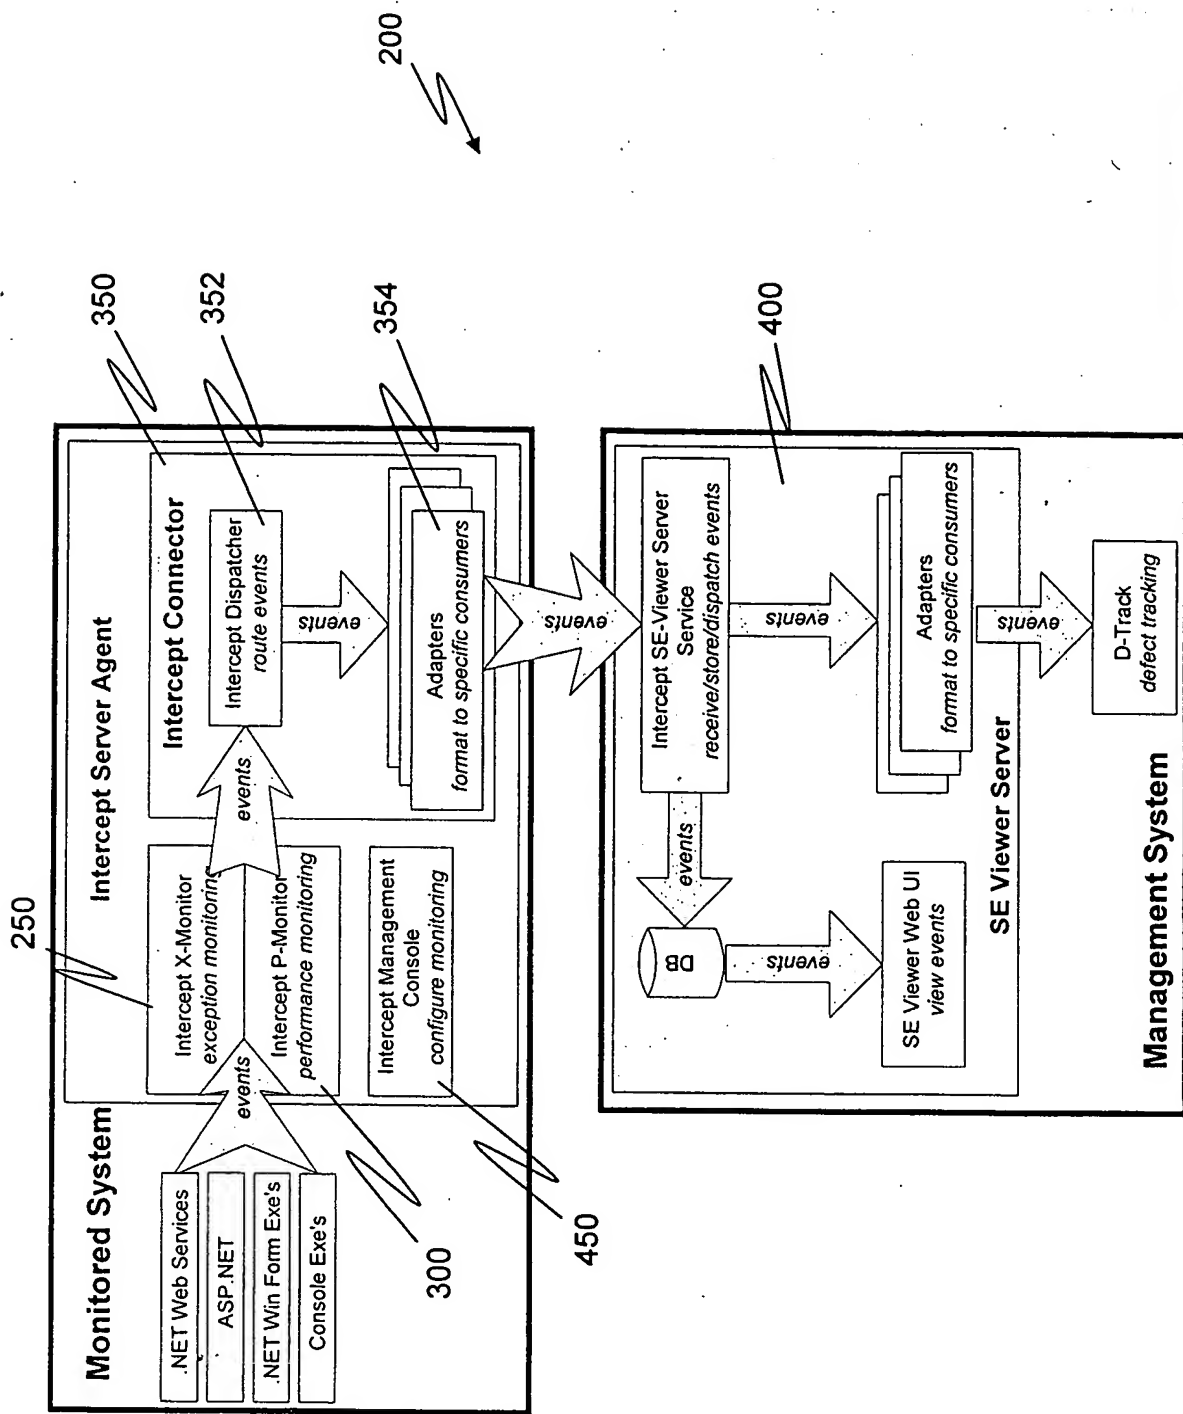 Monitored System
.NET Web Services
ASP.NET
.NET Win Form Exe's
Console Exe's
events
250
Intercept Server Agent
Intercept X-Monitor
exception monitoring
Intercept P-Monitor
performance monitoring
300
Intercept Management
Console
configure monitoring
450
events
Intercept Connector
350
Intercept Dispatcher
route events
352
events
Adapters
format to specific consumers
354
events
200
Intercept SE-Viewer Server
Service
receive/store/dispatch events
400
events
DB
events
SE Viewer Web UI
view events
events
Adapters
format to specific consumers
SE Viewer Server
events
D-Track
defect tracking
Management System